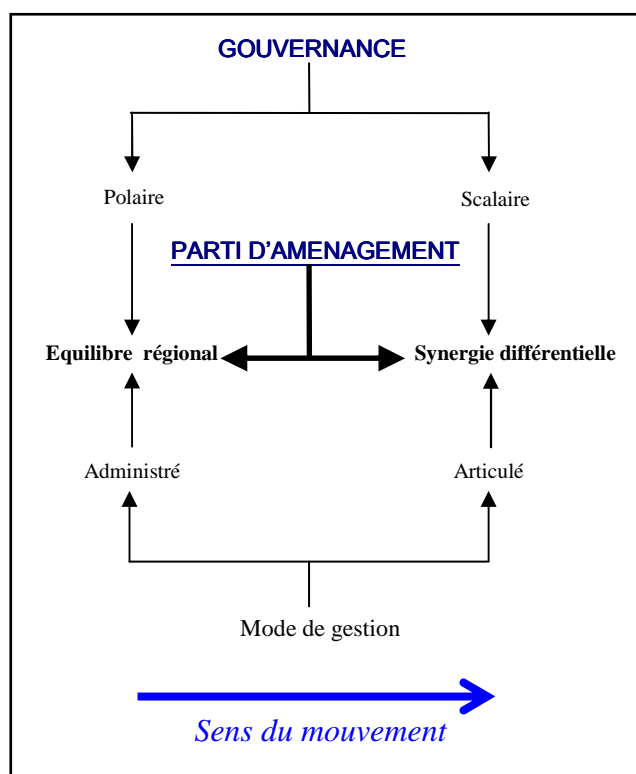 GOUVERNANCE
Polaire Scalaire
PARTI D'AMENAGEMENT
Equilibre régional Synergie différentielle
Administré Articulé
Mode de gestion
Sens du mouvement